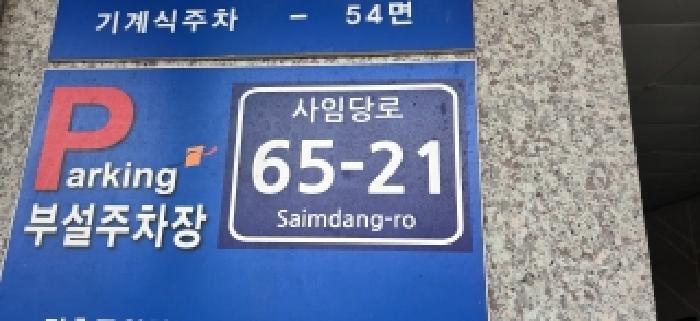 기계식주차 - 54면
Parking
부설주차장
사임당로
65-21
Saimdang-ro